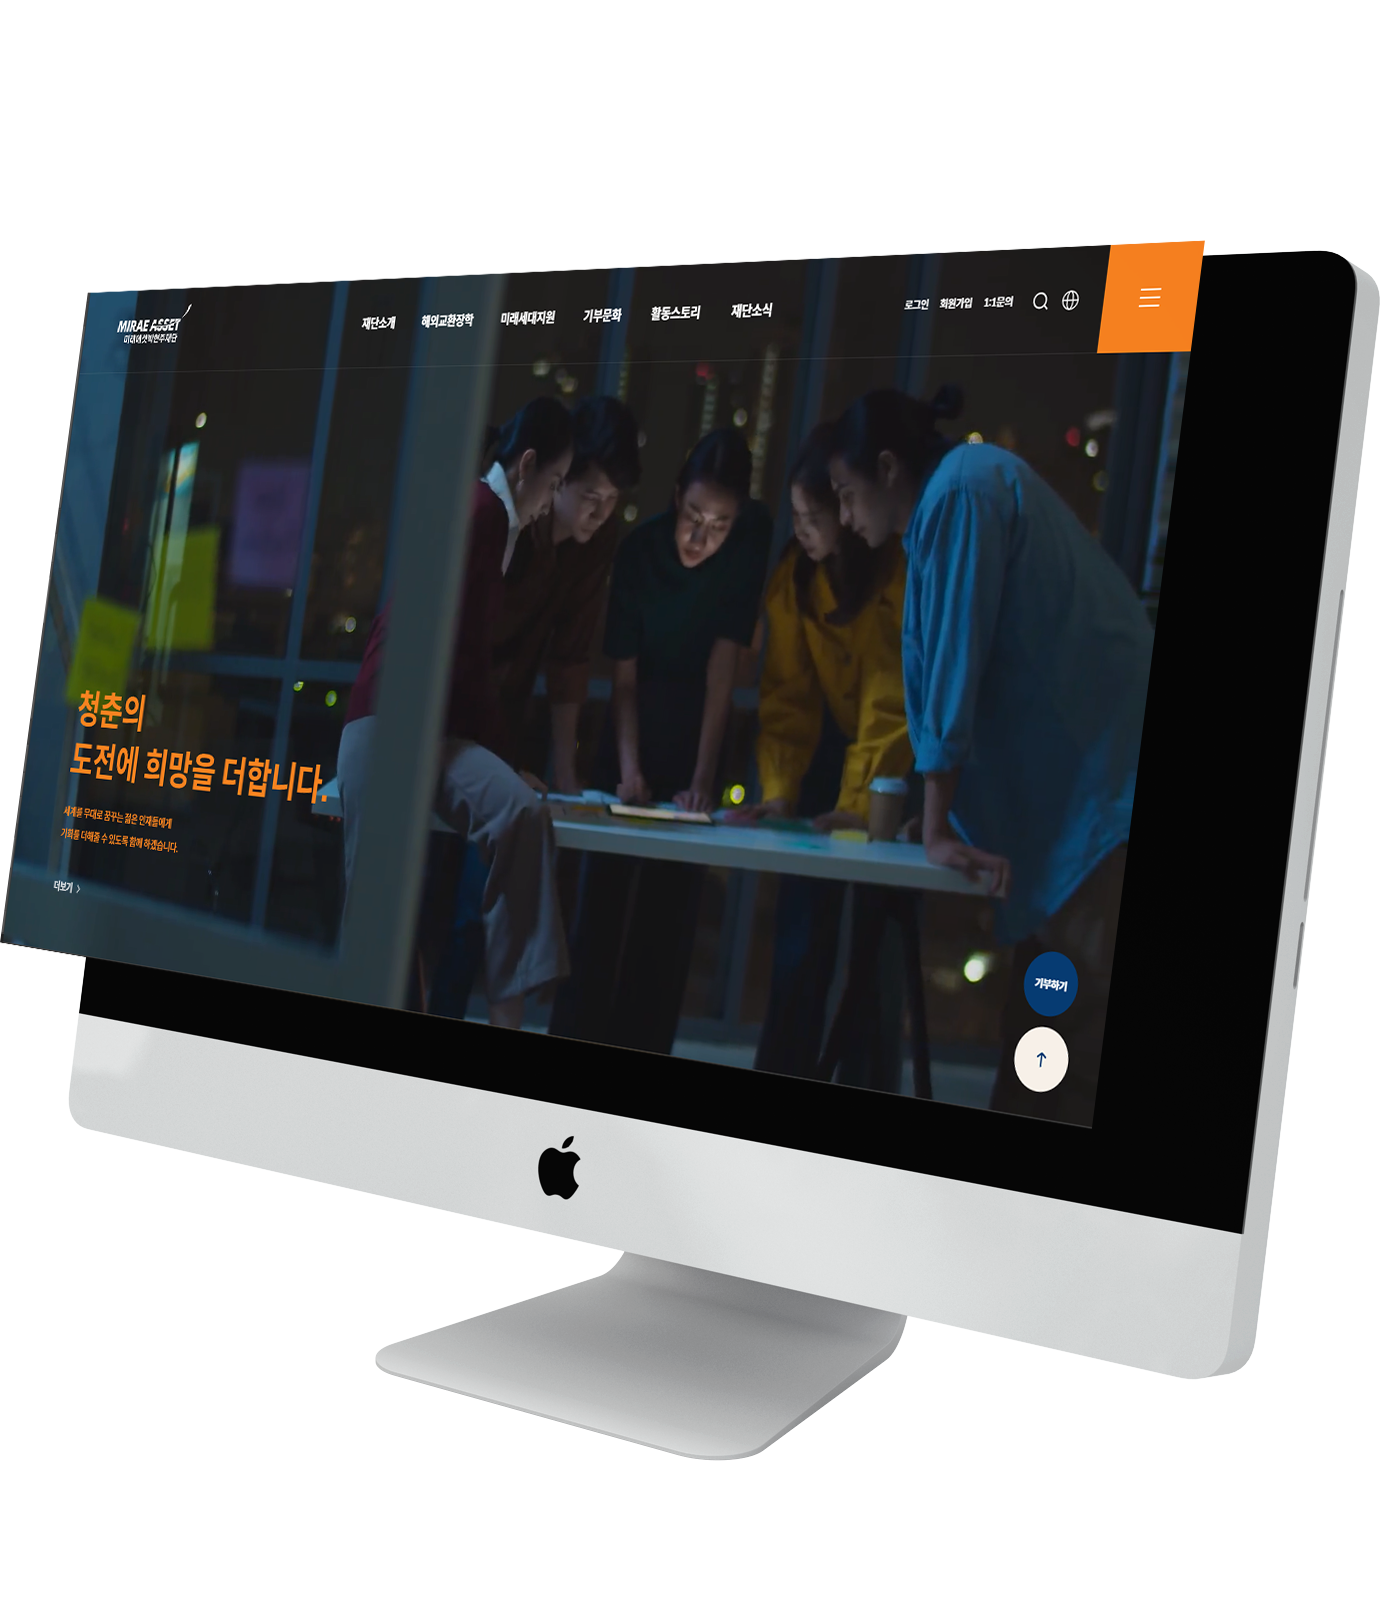 MIRAE ASSET
미래에셋박현주재단
재단소개 해외교환장학 미래세대지원 기부문화 활동스토리 재단소식
로그인 회원가입 1:1문의
청춘의
도전에 희망을 더합니다.
세계를 무대로 꿈꾸는 젊은 인재들에게
기회를 더해줄 수 있도록 함께 하겠습니다.
더보기
기부하기